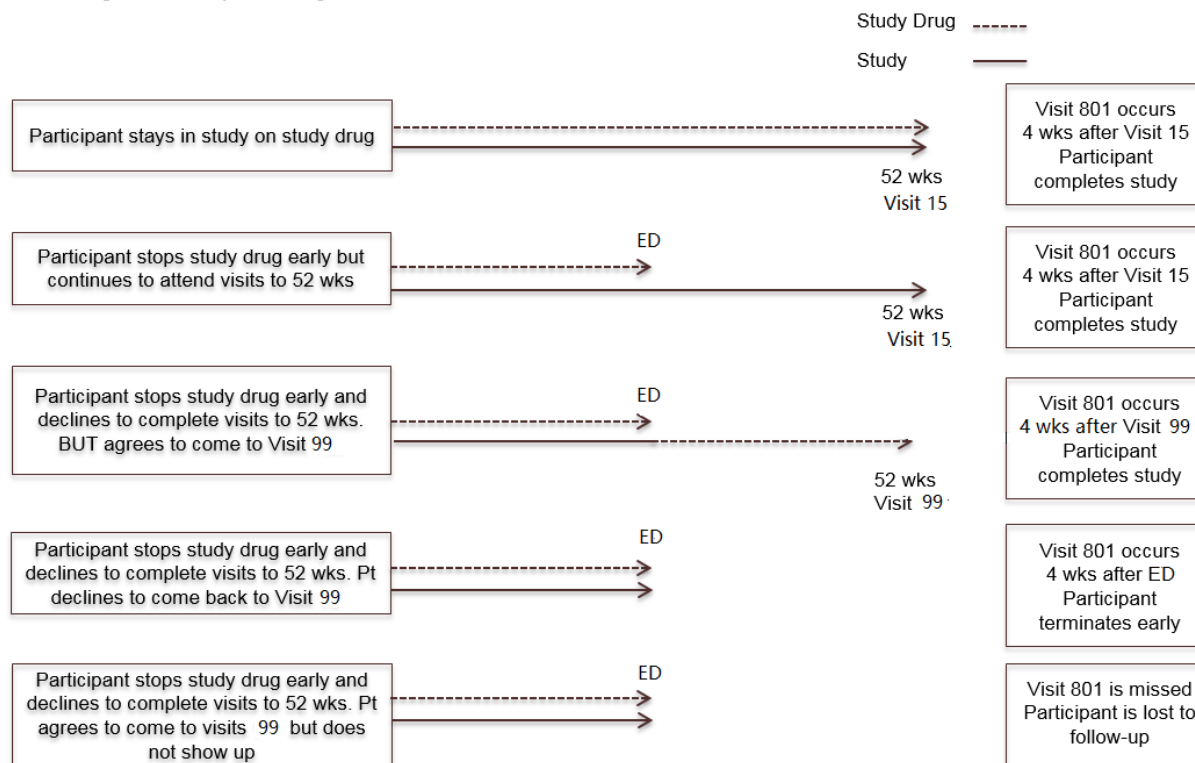 Study Drug
Study
Participant stays in study on study drug
52 wks
Visit 15
Visit 801 occurs
4 wks after Visit 15
Participant
completes study
Participant stops study drug early but
continues to attend visits to 52 wks
ED
52 wks
Visit 15
Visit 801 occurs
4 wks after Visit 15
Participant
completes study
Participant stops study drug early and
declines to complete visits to 52 wks.
BUT agrees to come to Visit 99
ED
52 wks
Visit 99
Visit 801 occurs
4 wks after Visit 99
Participant
completes study
Participant stops study drug early and
declines to complete visits to 52 wks. Pt
declines to come back to Visit 99
ED
Visit 801 occurs
4 wks after ED
Participant
terminates early
Participant stops study drug early and
declines to complete visits to 52 wks. Pt
agrees to come to visits 99 but does
not show up
ED
Visit 801 is missed
Participant is lost to
follow-up